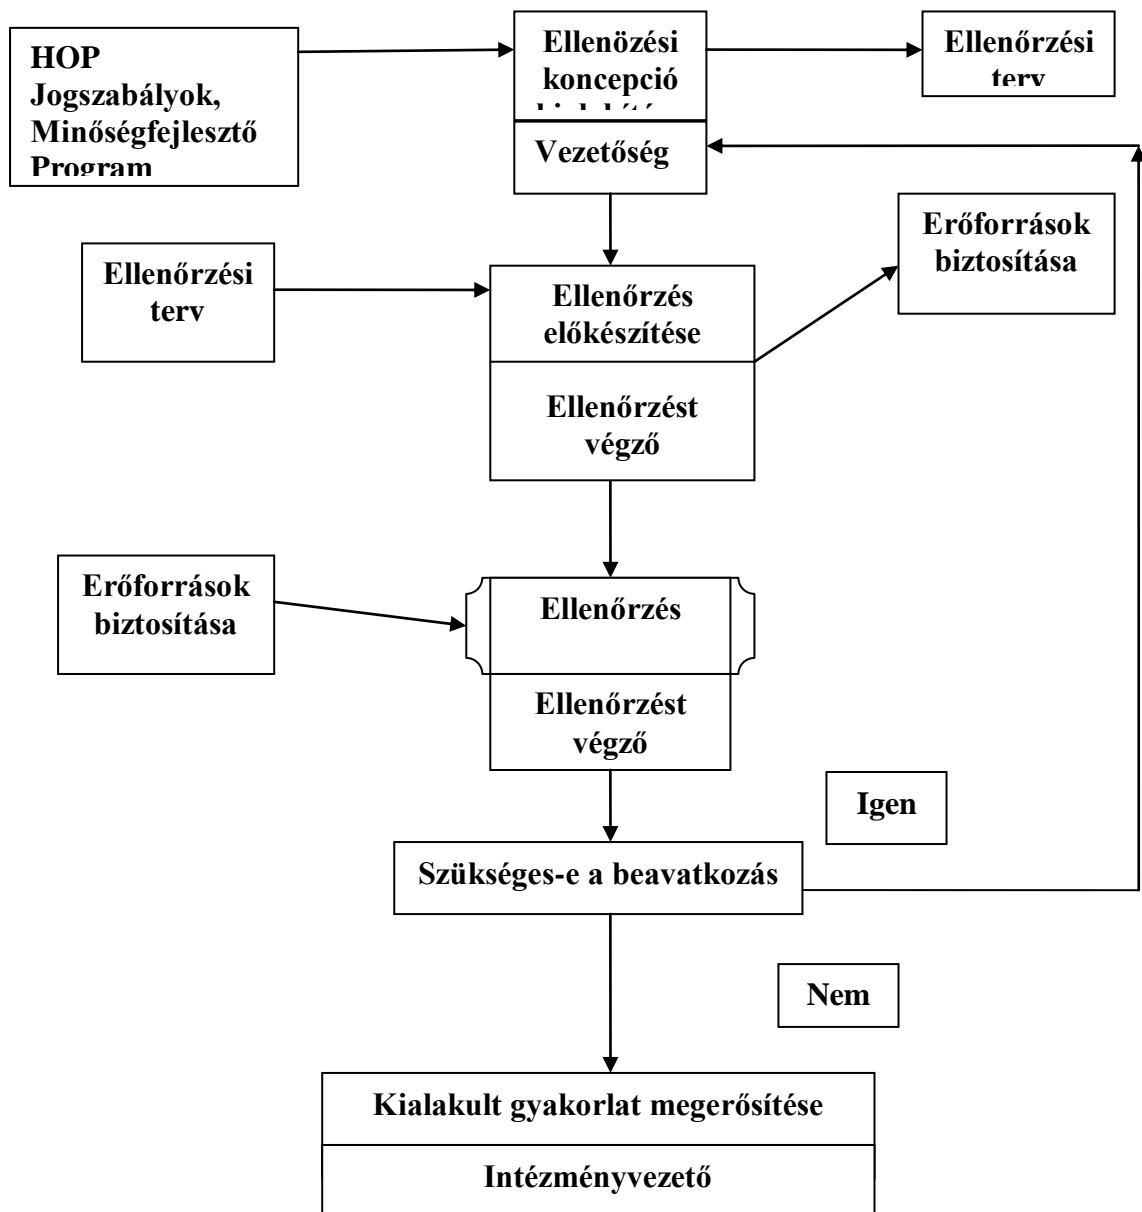 HOP
Jogszabályok,
Minőségfejlesztő
Program
Ellenözési
koncepció
Vezetőség
Ellenőrzési
terv
Ellenőrzési
terv
Ellenőrzés
előkészítése
Ellenőrzést
végző
Erőforrások
biztosítása
Erőforrások
biztosítása
Ellenőrzés
Ellenőrzést
végző
Igen
Szükséges-e a beavatkozás
Nem
Kialakult gyakorlat megerősítése
Intézményvezető